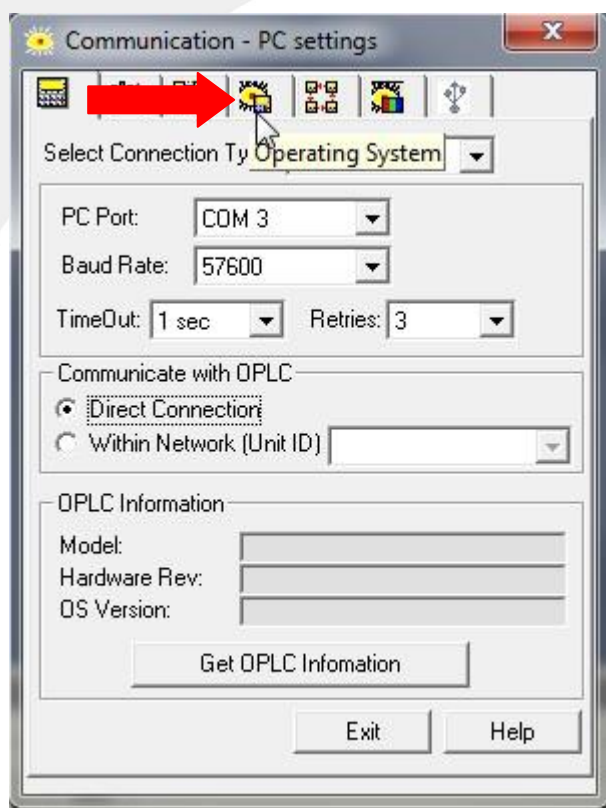 Communication - PC settings
Select Connection Ty Operating System
PC Port: COM 3
Baud Rate: 57600
TimeOut: 1 sec Retries: 3
Communicate with OPLC
Direct Connection
Within Network (Unit ID)
OPLC Information
Model:
Hardware Rev:
OS Version:
Get OPLC Infomation
Exit Help